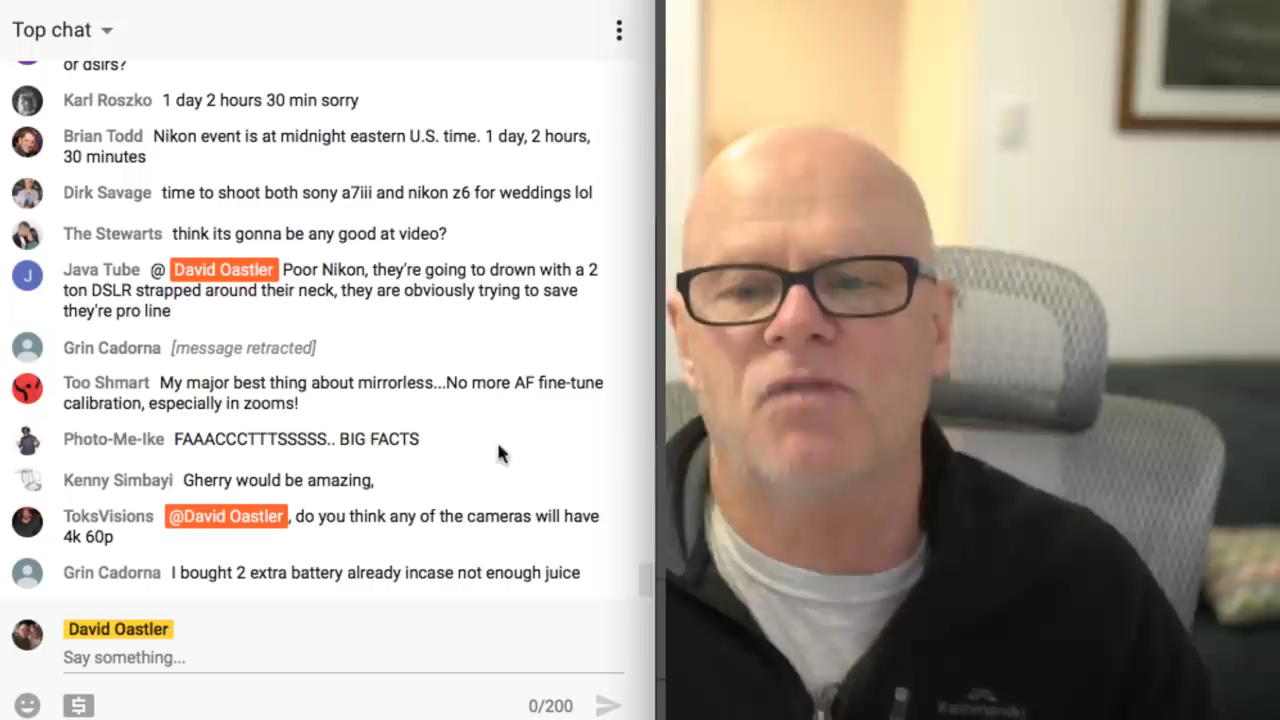 Top chat
or dslrs?
Karl Roszko 1 day 2 hours 30 min sorry
Brian Todd Nikon event is at midnight eastern U.S. time. 1 day, 2 hours,
30 minutes
Dirk Savage time to shoot both sony a7iii and nikon z6 for weddings lol
The Stewarts think its gonna be any good at video?
J
Java Tube @ David Oastler Poor Nikon, they're going to drown with a 2
ton DSLR strapped around their neck, they are obviously trying to save
they're pro line
Grin Cadorna [message retracted]
Too Shmart My major best thing about mirrorless...No more AF fine-tune
calibration, especially in zooms!
Photo-Me-Ike FAAACCCTTTSSSSS.. BIG FACTS
Kenny Simbayi Gherry would be amazing,
ToksVisions @David Oastler, do you think any of the cameras will have
4k 60p
Grin Cadorna I bought 2 extra battery already incase not enough juice
David Oastler
Say something...
0/200